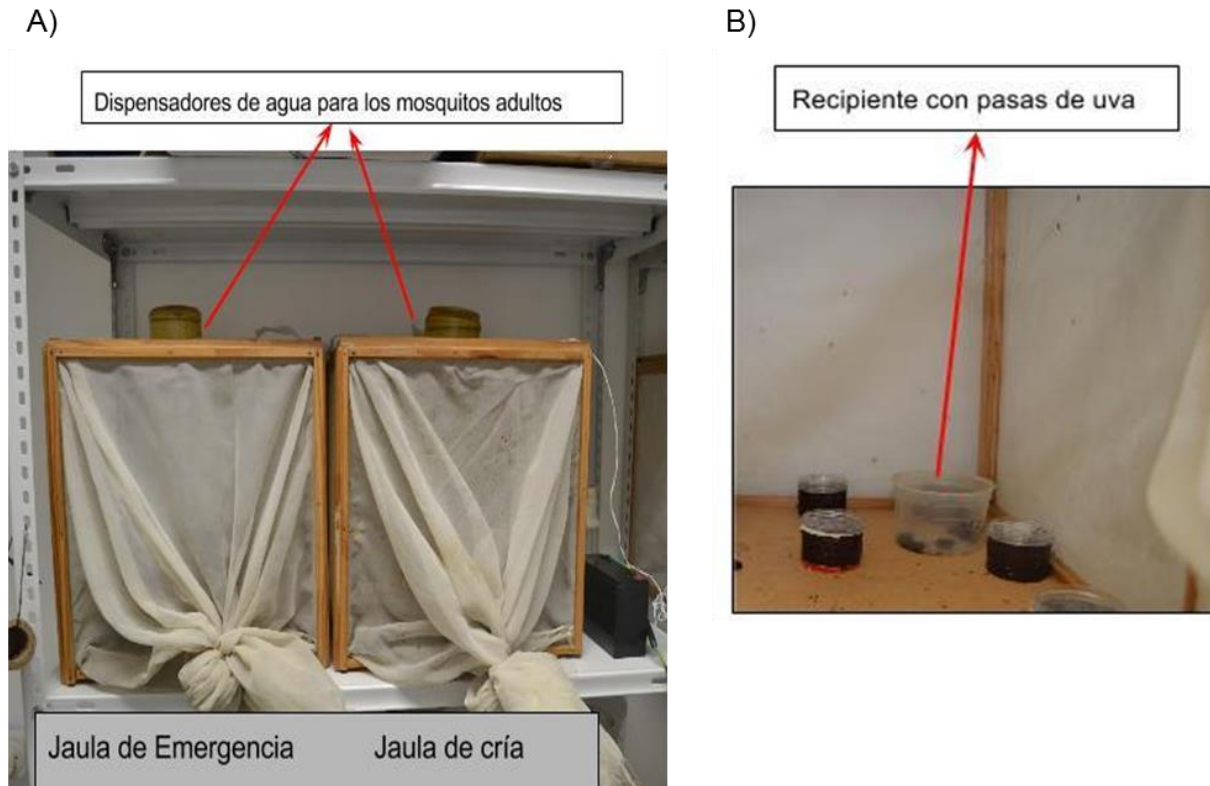 A)
B)
Dispensadores de agua para los mosquitos adultos
Recipiente con pasas de uva
Jaula de Emergencia
Jaula de cría